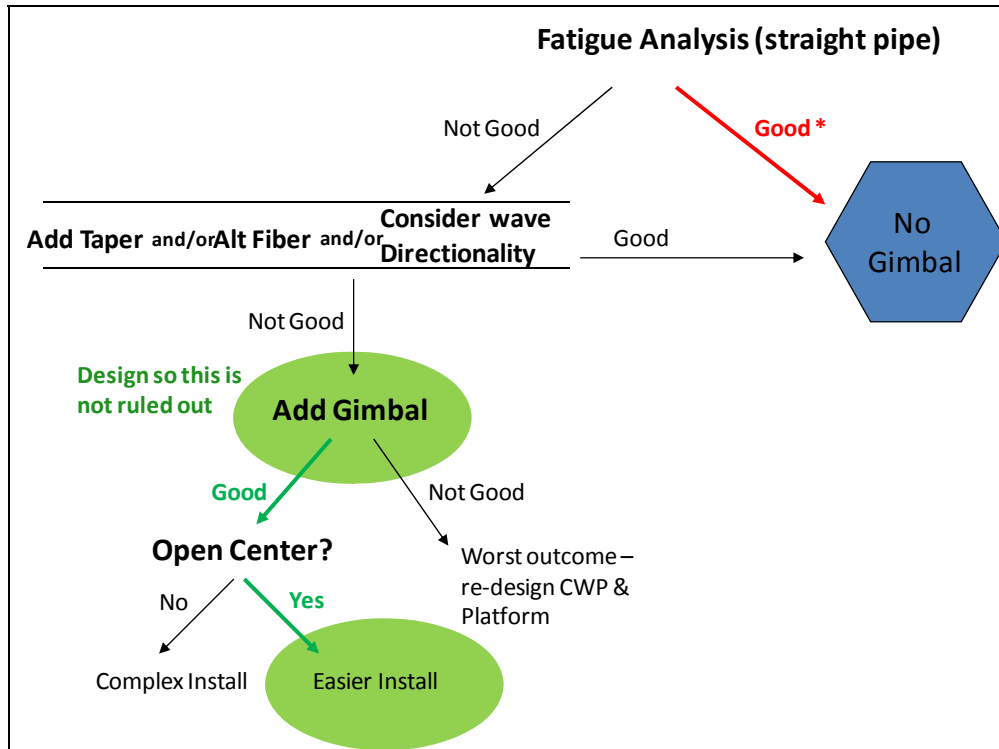 Fatigue Analysis (straight pipe)
Not Good
Good *
Add Taper and/or Alt Fiber and/or Consider wave
Directionality
Good
No
Gimbal
Not Good
Design so this is
not ruled out
Add Gimbal
Good
Not Good
Open Center?
Worst outcome –
re-design CWP &
Platform
No
Yes
Complex Install
Easier Install